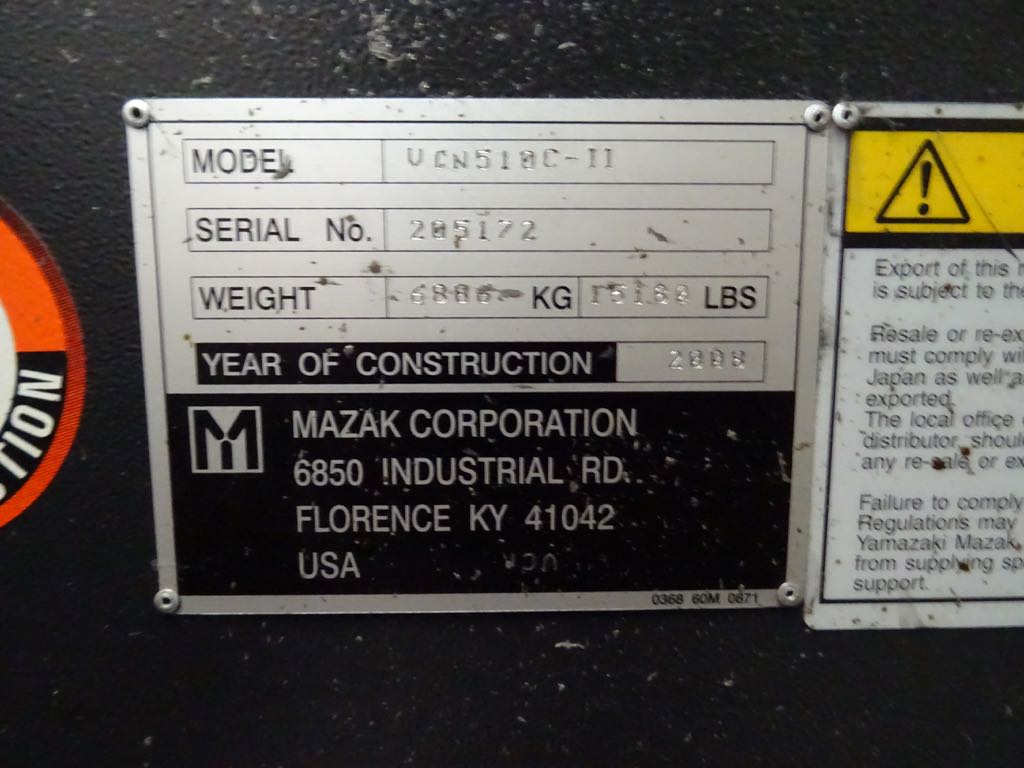 MODEL VCN510C-II
SERIAL No. 205172
WEIGHT KG LBS
YEAR OF CONSTRUCTION 2008
MAZAK CORPORATION
6850 INDUSTRIAL RD.
FLORENCE KY 41042
USA
0368 60M 0871
TION
Export of this
is subject to the
Resale or re-ex
must comply wi
Japan as well a
exported.
The local office
distributor shoul
any re-sale or ex
Failure to comply
Regulations may
Yamazaki Mazak
from supplying sp
support.